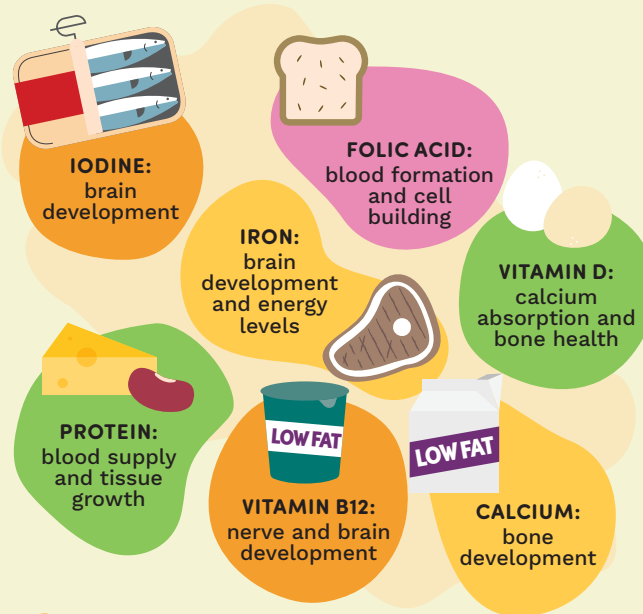 IODINE:
brain
development
FOLIC ACID:
blood formation
and cell
building
IRON:
brain
development
and energy
levels
VITAMIN D:
calcium
absorption and
bone health
PROTEIN:
blood supply
and tissue
growth
LOW FAT
VITAMIN B12:
nerve and brain
development
LOW FAT
CALCIUM:
bone
development